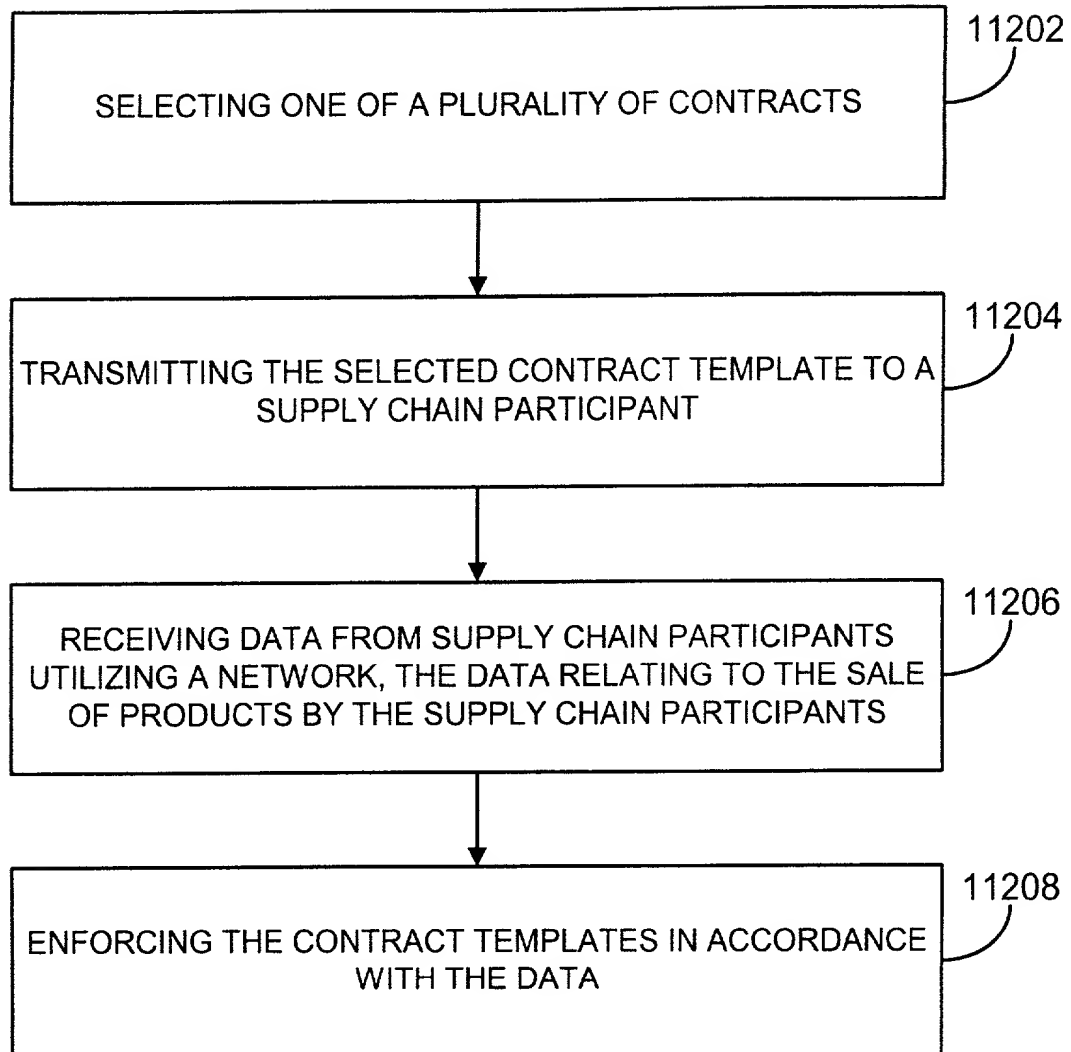 11202
SELECTING ONE OF A PLURALITY OF CONTRACTS
11204
TRANSMITTING THE SELECTED CONTRACT TEMPLATE TO A
SUPPLY CHAIN PARTICIPANT
11206
RECEIVING DATA FROM SUPPLY CHAIN PARTICIPANTS
UTILIZING A NETWORK, THE DATA RELATING TO THE SALE
OF PRODUCTS BY THE SUPPLY CHAIN PARTICIPANTS
11208
ENFORCING THE CONTRACT TEMPLATES IN ACCORDANCE
WITH THE DATA